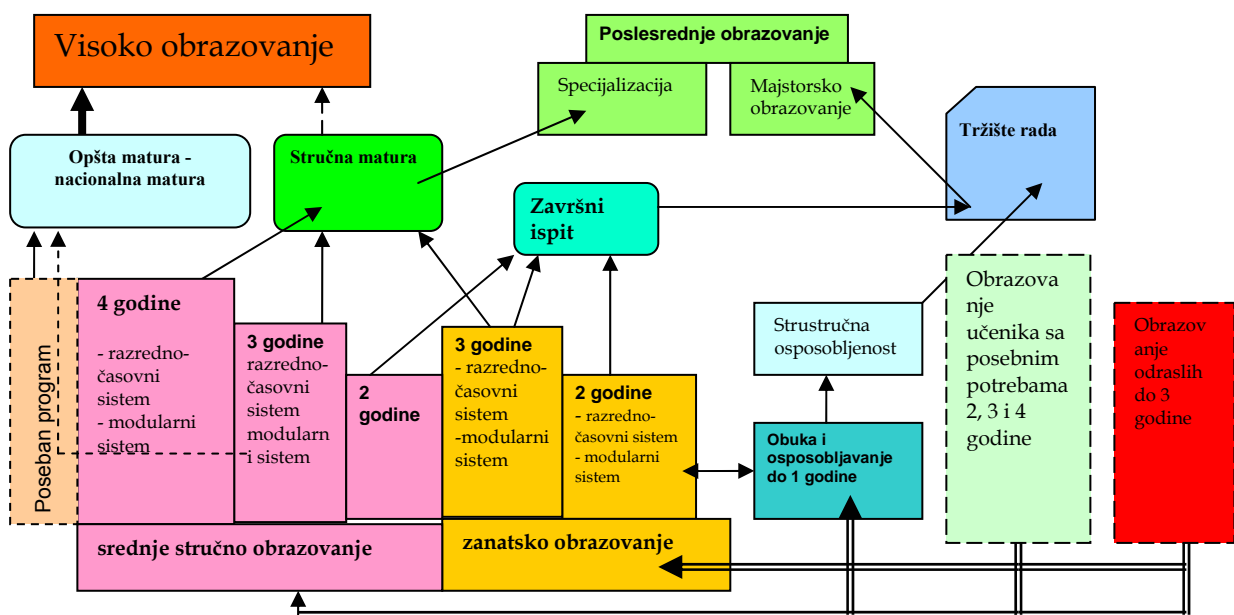 Visoko obrazovanje
Poslesrednje obrazovanje
Specijalizacija
Majstorsko
obrazovanje
Opšta matura -
nacionalna matura
Stručna matura
Završni
ispit
Tržište rada
Poseban program
4 godine
- razredno-
časovni
sistem
- modularni
sistem
3 godine
razredno-
časovni
sistem
modularn
i sistem
2
godine
3 godine
- razredno-
časovni
sistem
-modularni
sistem
2 godine
- razredno-
časovni sistem
- modularni
sistem
Strustručna
osposobljenost
Obuka i
osposobljavanje
do 1 godine
Obrazova
nje
učenika sa
posebnim
potrebama
2, 3 i 4
godine
Obrazov
anje
odraslih
do 3
godine
srednje stručno obrazovanje
zanatsko obrazovanje